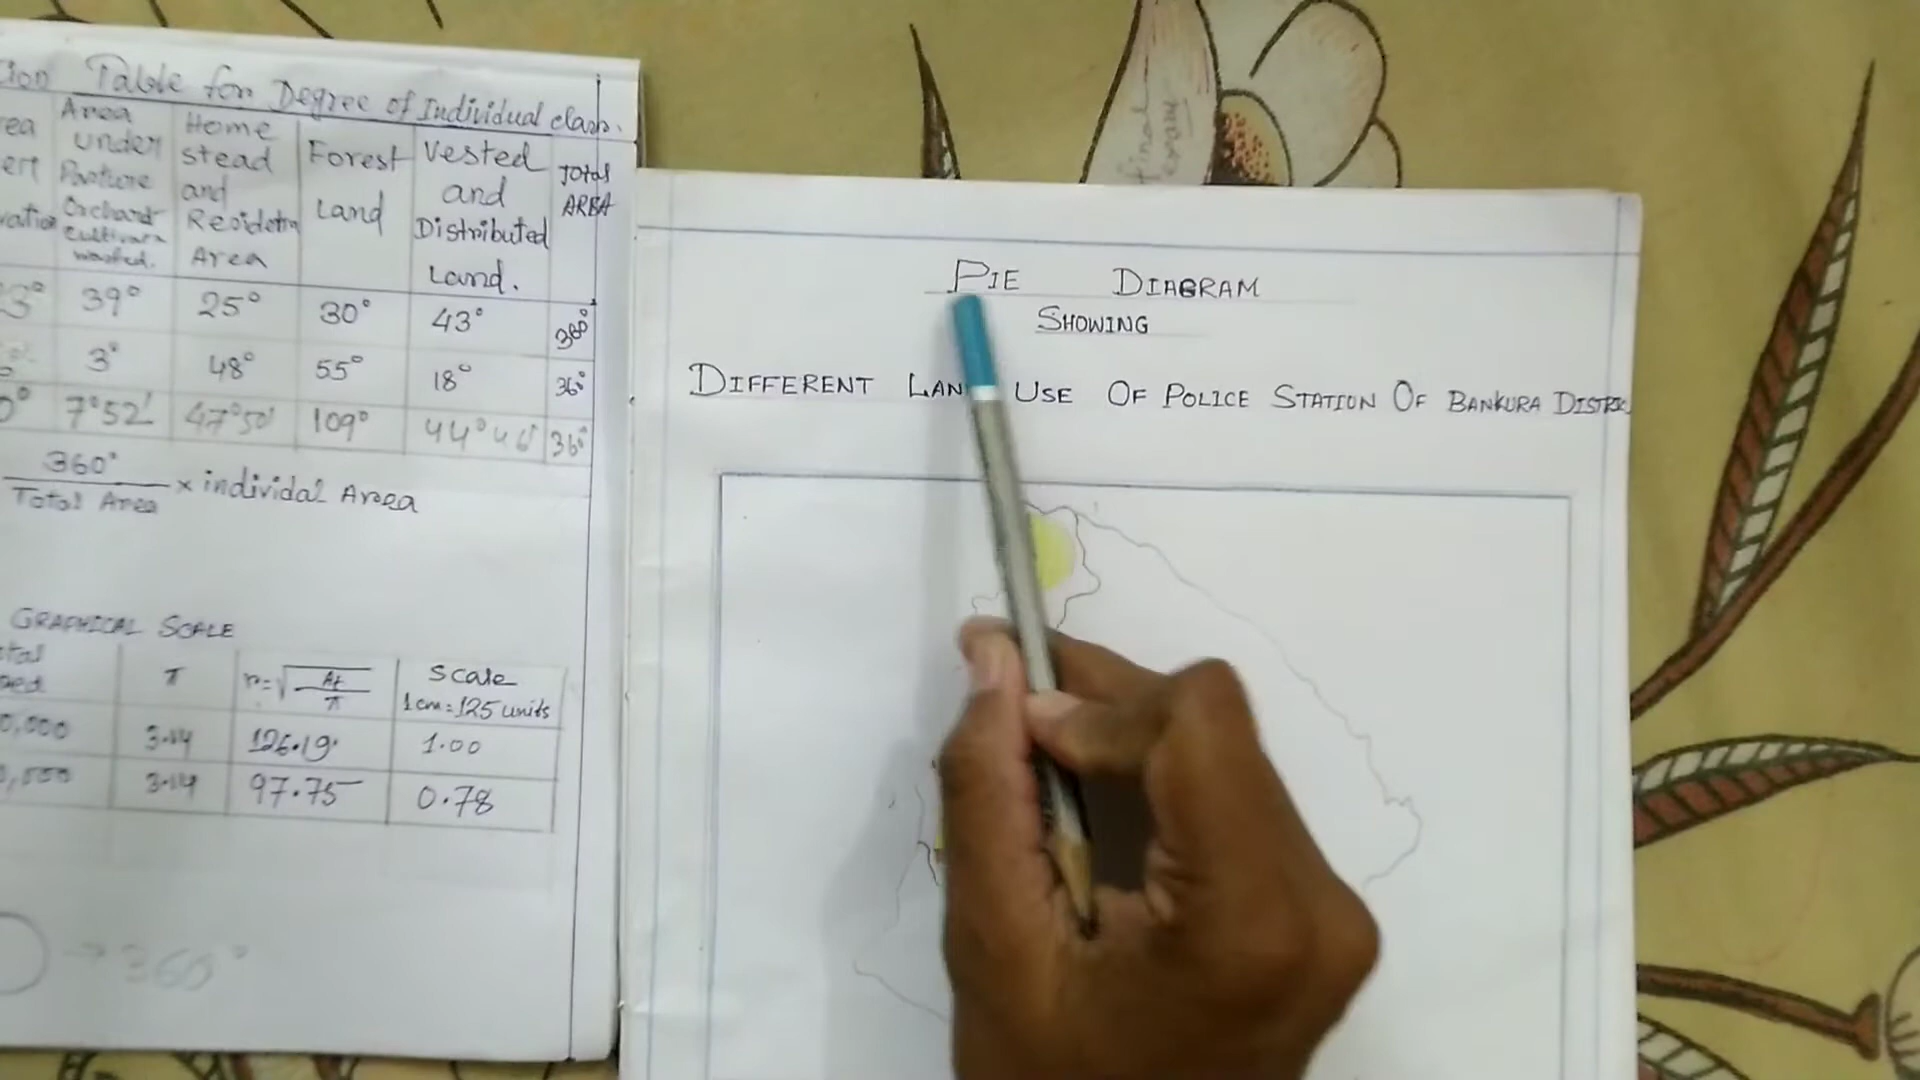 Table for Degree of Individual class.
Area
under
Pasture
Orchard
Home
stead
and
Area
Forest
Land
Vested
and
Distributed
Land.
TOTAL
AREA
39° 25° 30° 43°
3° 48° 55° 18° 360°
7°52' 47°50' 109° 44°46' 360°
360°
Total Area
× individal Area
GRAPHICAL SCALE
π
r=√At/π
Scale
1cm=125 units
3.14 126.19 1.00
3.14 97.75 0.78
→ 360°
final
exam
PIE DIAGRAM
SHOWING
DIFFERENT LAND USE OF POLICE STATION OF BANKURA